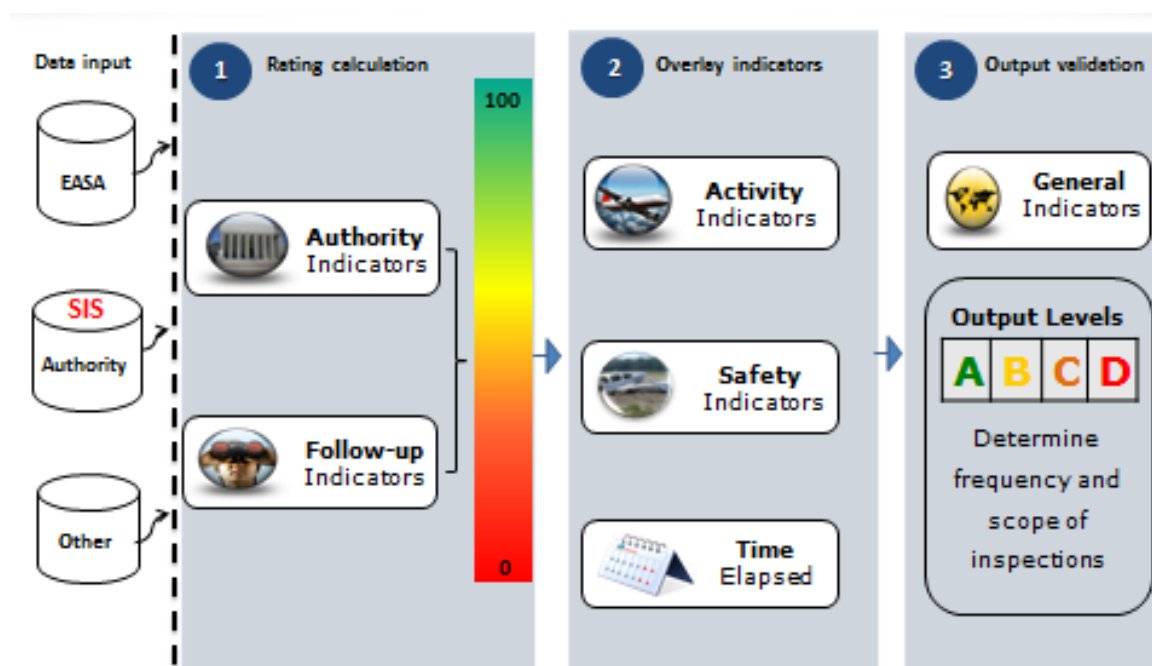 Data input
EASA
SIS
Authority
Other
1
Rating calculation
100
Authority
Indicators
Follow-up
Indicators
0
2
Overlay indicators
Activity
Indicators
Safety
Indicators
Time
Elapsed
3
Output validation
General
Indicators
Output Levels
A B C D
Determine
frequency and
scope of
inspections